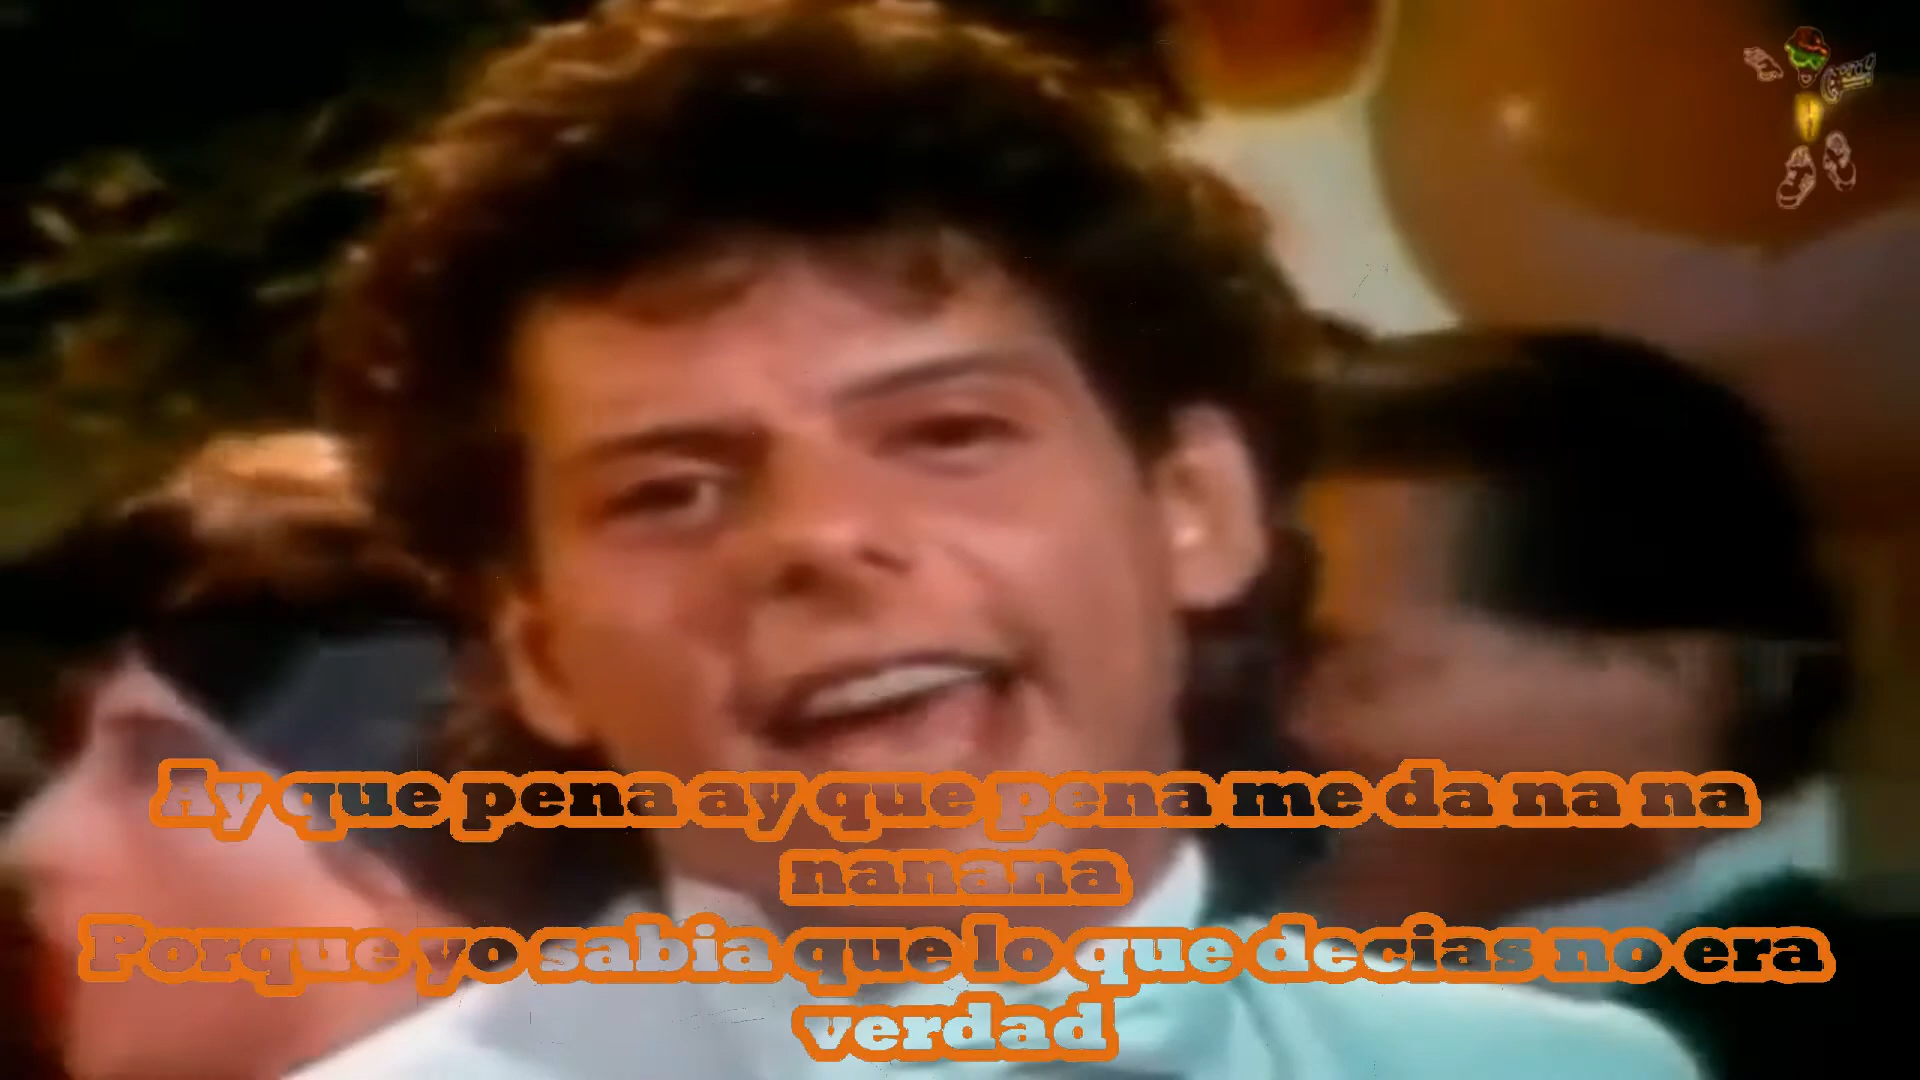 Ay que pena ay que pena me da na na
nanana
Porque yo sabia que lo que decias no era
verdad